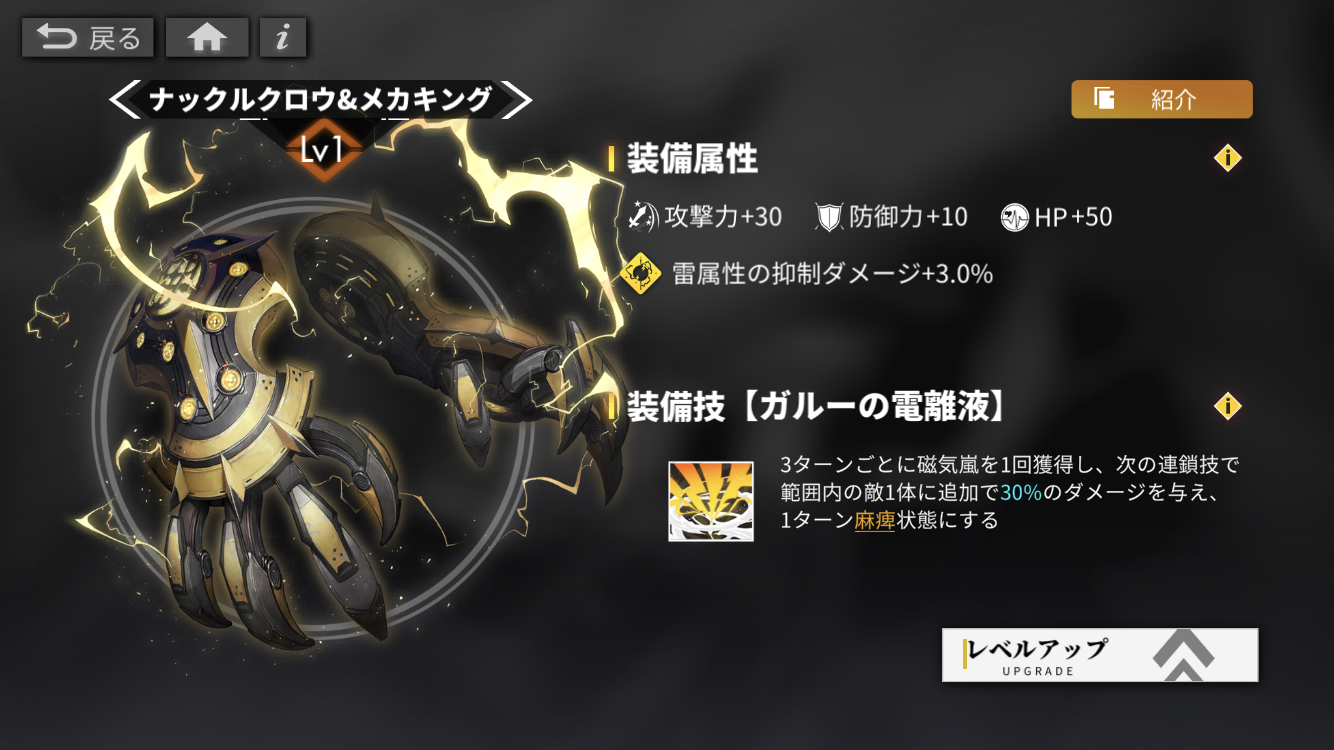 戻る
i
ナックルクロウ&メカキング
Lv1
紹介
装備属性
攻撃力+30 防御力+10 HP+50
雷属性の抑制ダメージ+3.0%
装備技【ガルーの電離液】
3ターンごとに磁気嵐を1回獲得し、次の連鎖技で
範囲内の敵1体に追加で30%のダメージを与え、
1ターン麻痺状態にする
レベルアップ
UPGRADE